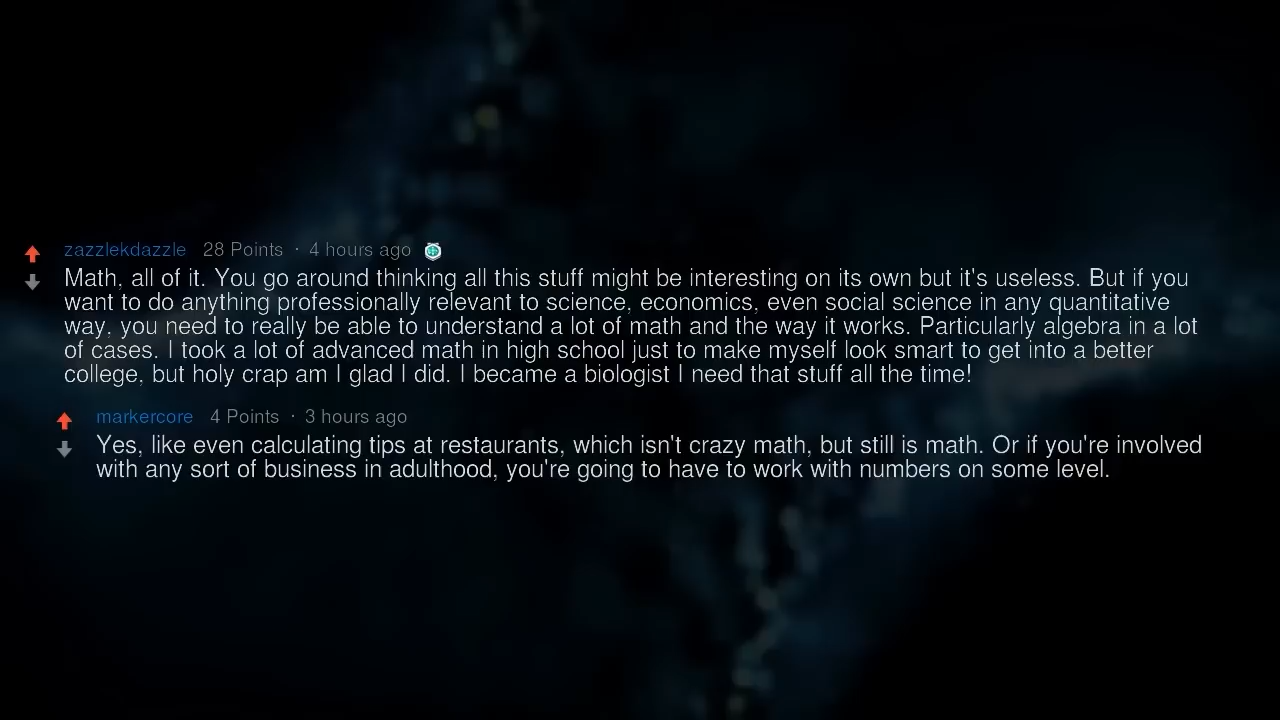 zazzlekdazzle 28 Points · 4 hours ago
Math, all of it. You go around thinking all this stuff might be interesting on its own but it's useless. But if you
want to do anything professionally relevant to science, economics, even social science in any quantitative
way, you need to really be able to understand a lot of math and the way it works. Particularly algebra in a lot
of cases. I took a lot of advanced math in high school just to make myself look smart to get into a better
college, but holy crap am I glad I did. I became a biologist I need that stuff all the time!
markercore 4 Points · 3 hours ago
Yes, like even calculating tips at restaurants, which isn't crazy math, but still is math. Or if you're involved
with any sort of business in adulthood, you're going to have to work with numbers on some level.